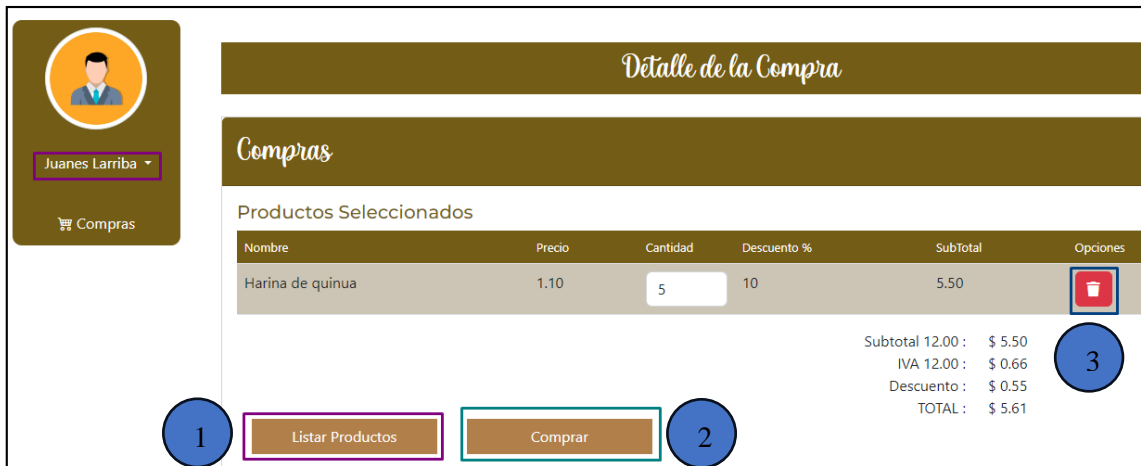 Detalle de la Compra
Juanes Larriba
Compras
Compras
Productos Seleccionados
Nombre Precio Cantidad Descuento % SubTotal Opciones
Harina de quinua 1.10 5 10 5.50
Subtotal 12.00 : $ 5.50
IVA 12.00 : $ 0.66
Descuento : $ 0.55
TOTAL : $ 5.61
3
1 Listar Productos Comprar 2